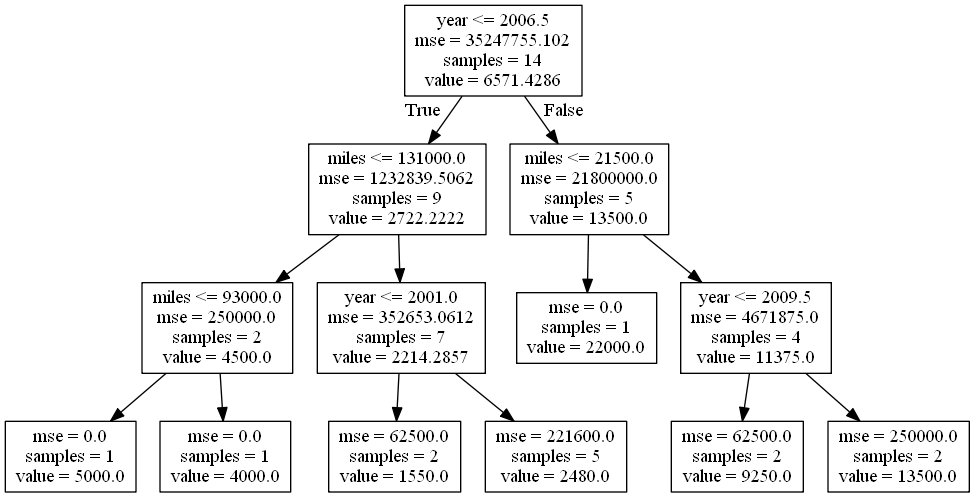 year <= 2006.5
mse = 35247755.102
samples = 14
value = 6571.4286
True
False
miles <= 131000.0
mse = 1232839.5062
samples = 9
value = 2722.2222
miles <= 21500.0
mse = 21800000.0
samples = 5
value = 13500.0
miles <= 93000.0
mse = 250000.0
samples = 2
value = 4500.0
year <= 2001.0
mse = 352653.0612
samples = 7
value = 2214.2857
mse = 0.0
samples = 1
value = 22000.0
year <= 2009.5
mse = 4671875.0
samples = 4
value = 11375.0
mse = 0.0
samples = 1
value = 5000.0
mse = 0.0
samples = 1
value = 4000.0
mse = 62500.0
samples = 2
value = 1550.0
mse = 221600.0
samples = 5
value = 2480.0
mse = 62500.0
samples = 2
value = 9250.0
mse = 250000.0
samples = 2
value = 13500.0